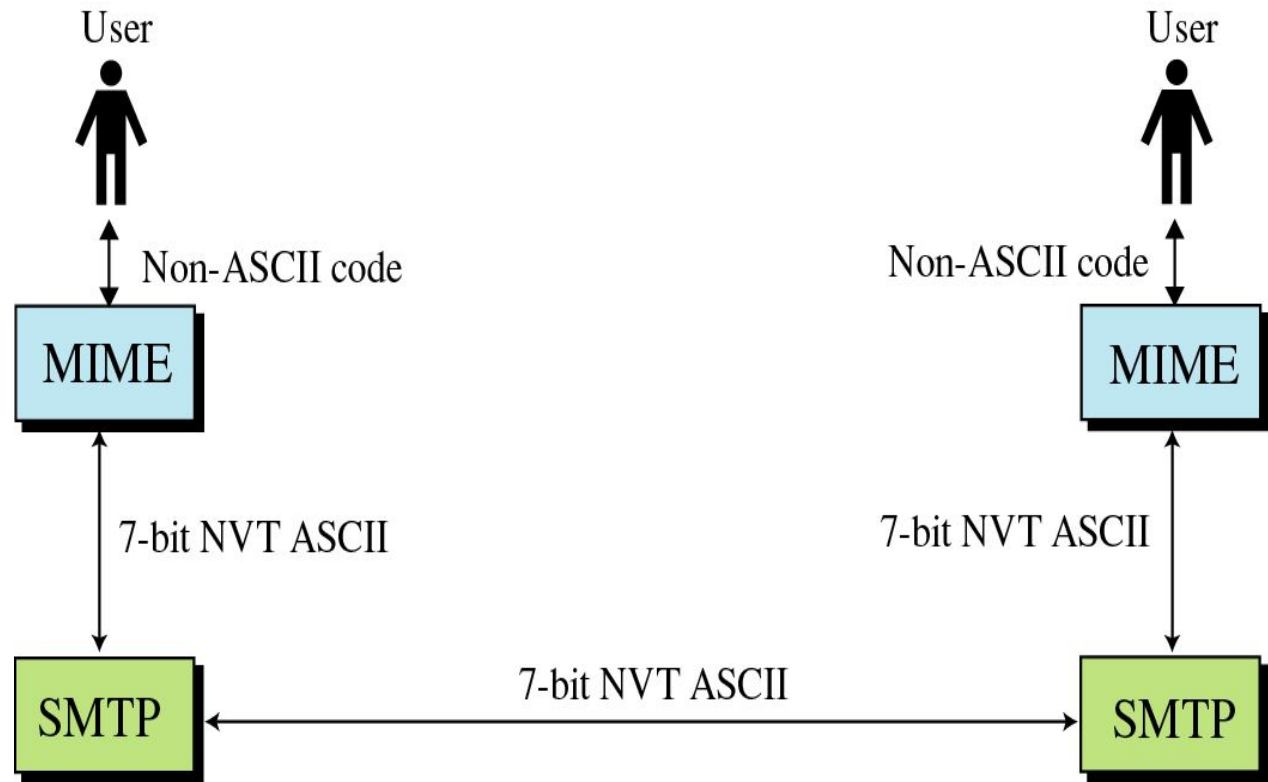 User
User
Non-ASCII code
Non-ASCII code
MIME
MIME
7-bit NVT ASCII
7-bit NVT ASCII
7-bit NVT ASCII
SMTP
SMTP